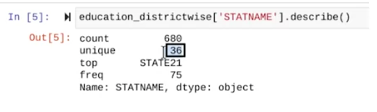 In [5]: education_districtwise['STATNAME'].describe()
Out[5]: count 680
unique 36
top STATE21
freq 75
Name: STATNAME, dtype: object